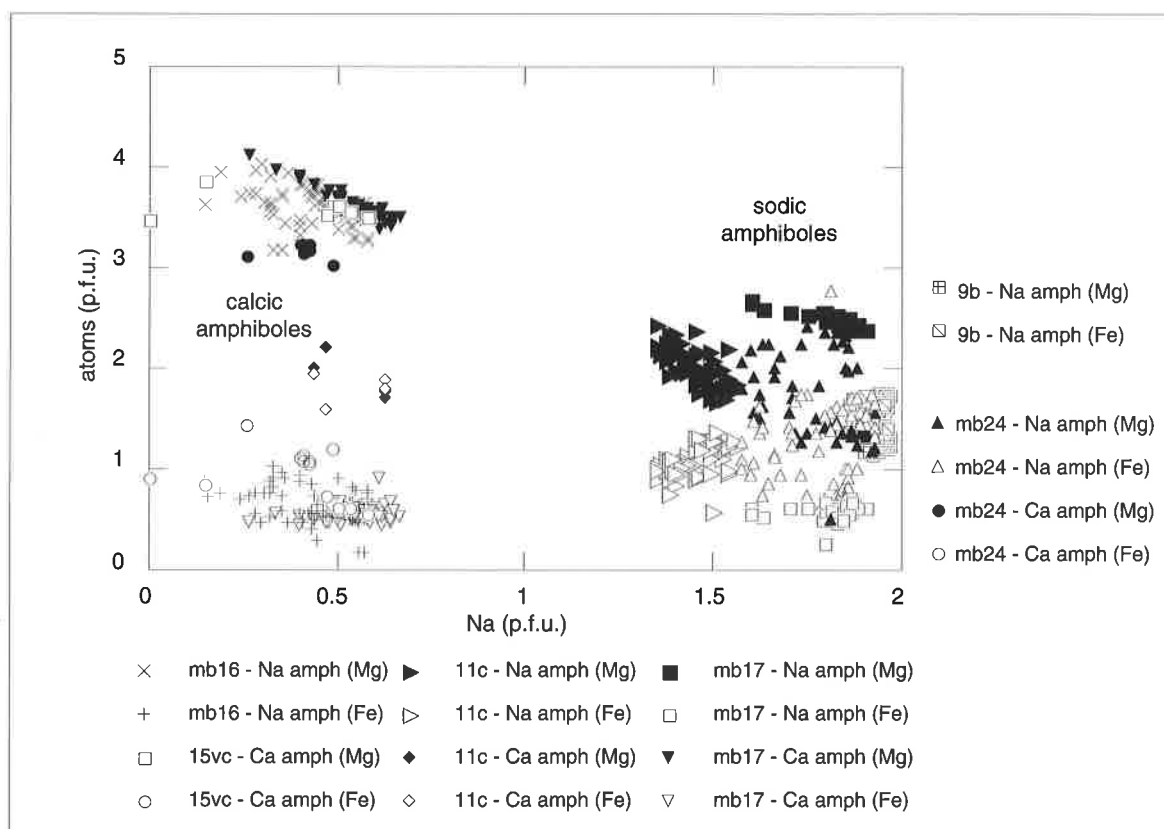 5
4
3
2
1
0
atoms (p.f.u.)
0
0.5
1
1.5
2
Na (p.f.u.)
calcic
amphiboles
sodic
amphiboles
9b - Na amph (Mg)
9b - Na amph (Fe)
mb24 - Na amph (Mg)
mb24 - Na amph (Fe)
mb24 - Ca amph (Mg)
mb24 - Ca amph (Fe)
mb16 - Na amph (Mg)
11c - Na amph (Mg)
mb17 - Na amph (Mg)
mb16 - Na amph (Fe)
11c - Na amph (Fe)
mb17 - Na amph (Fe)
15vc - Ca amph (Mg)
11c - Ca amph (Mg)
mb17 - Ca amph (Mg)
15vc - Ca amph (Fe)
11c - Ca amph (Fe)
mb17 - Ca amph (Fe)